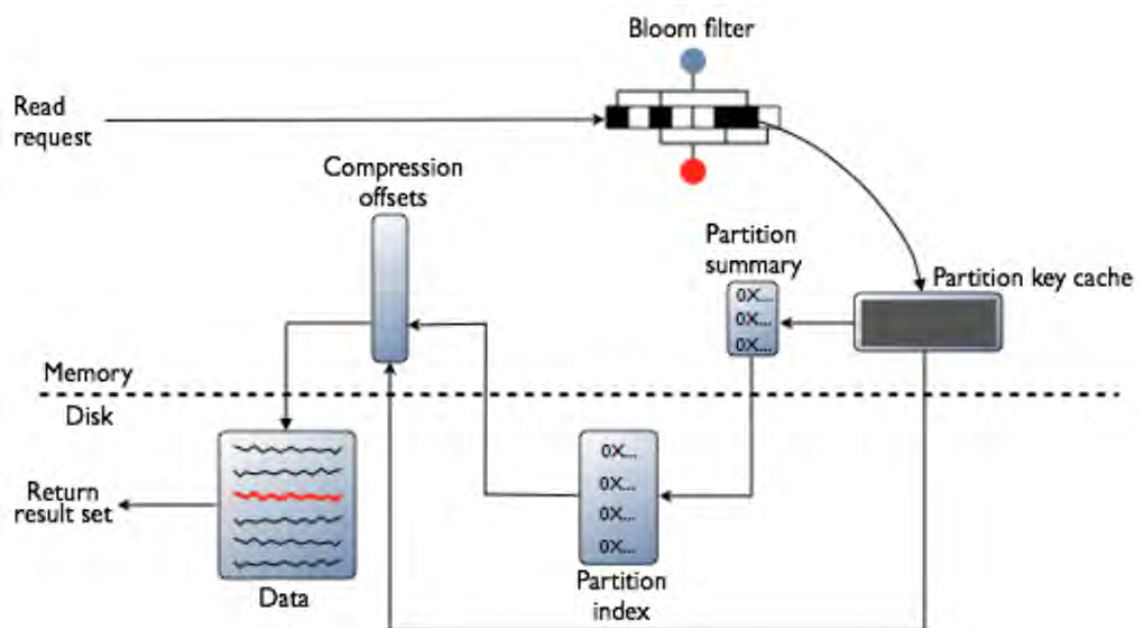 Bloom filter
Read
request
Compression
offsets
Partition
summary
Partition key cache
0X...
0X...
0X...
Memory
Disk
0X...
0X...
0X...
0X...
Return
result set
Data
Partition
index